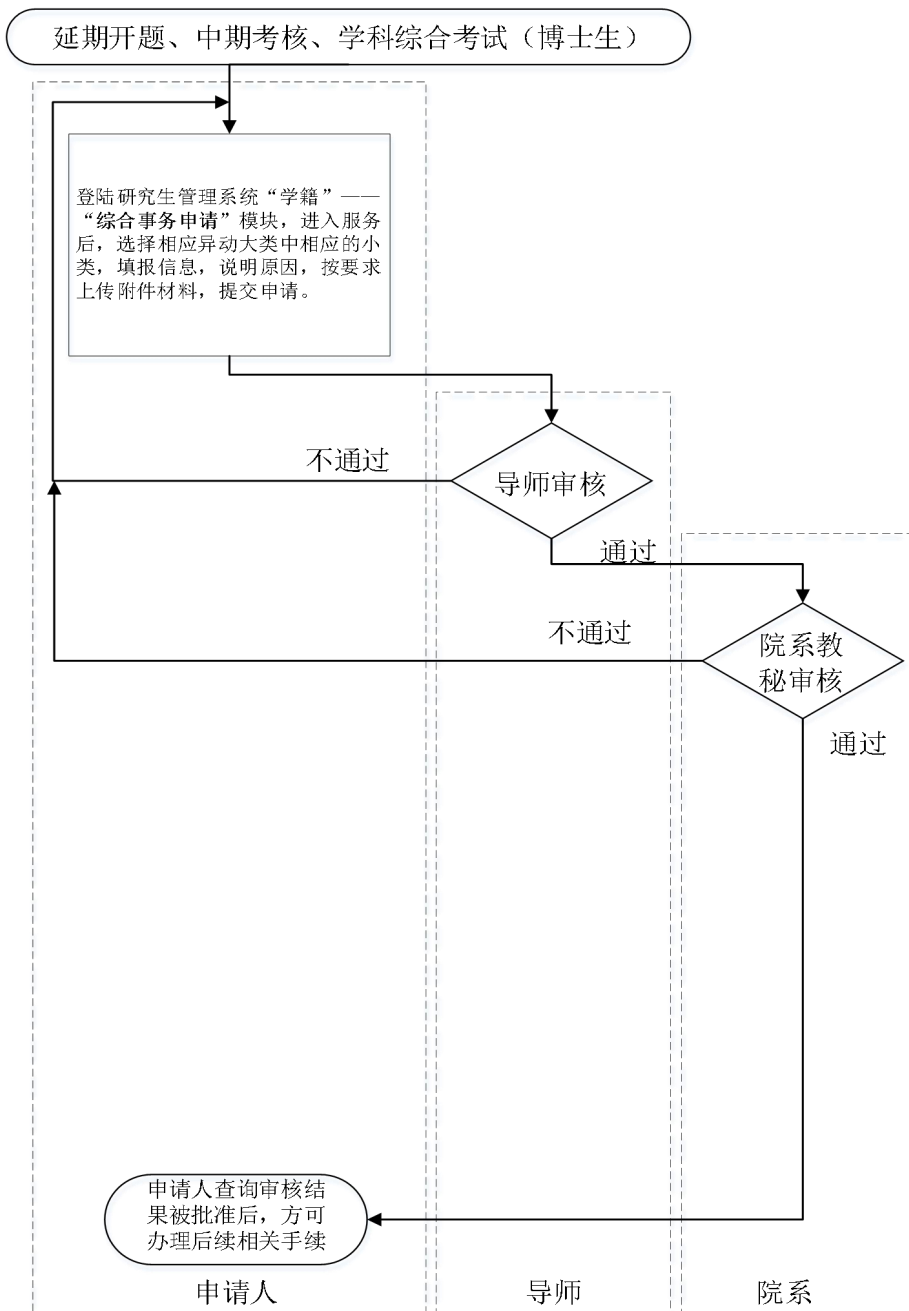 延期开题、中期考核、学科综合考试（博士生）
登陆研究生管理系统“学籍”——
“综合事务申请”模块，进入服务
后，选择相应异动大类中相应的小
类，填报信息，说明原因，按要求
上传附件材料，提交申请。
不通过
导师审核
通过
不通过
院系教
秘审核
通过
申请人查询审核结
果被批准后，方可
办理后续相关手续
申请人
导师
院系